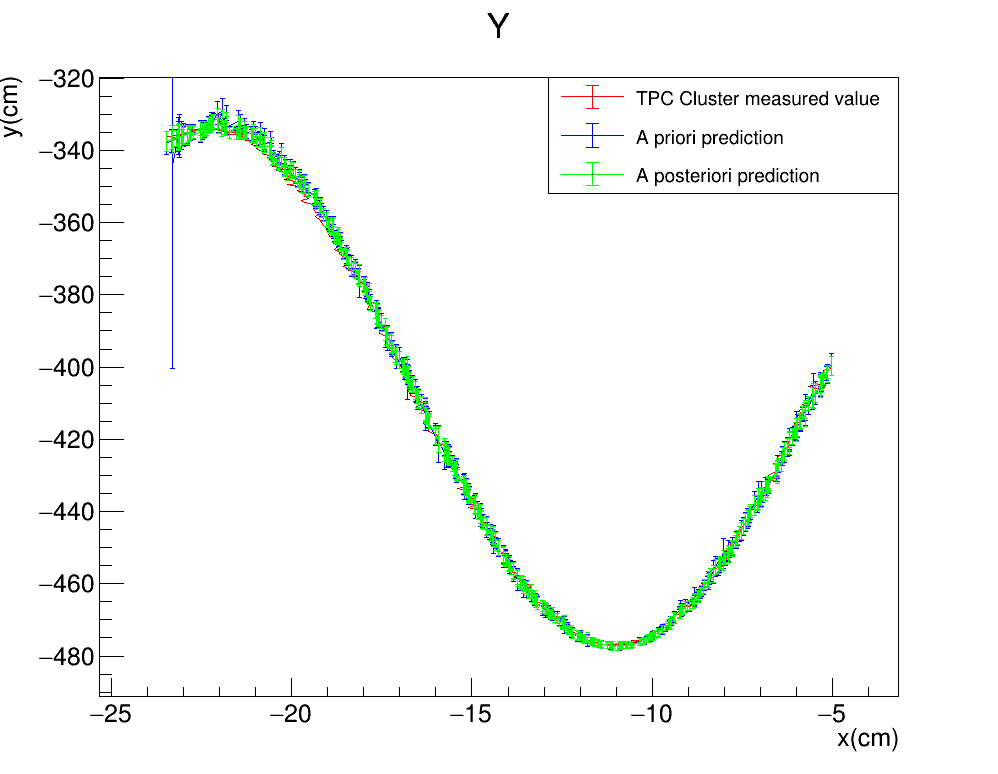 Y
y(cm)
−320
−340
−360
−380
−400
−420
−440
−460
−480
TPC Cluster measured value
A priori prediction
A posteriori prediction
−25 −20 −15 −10 −5
x(cm)